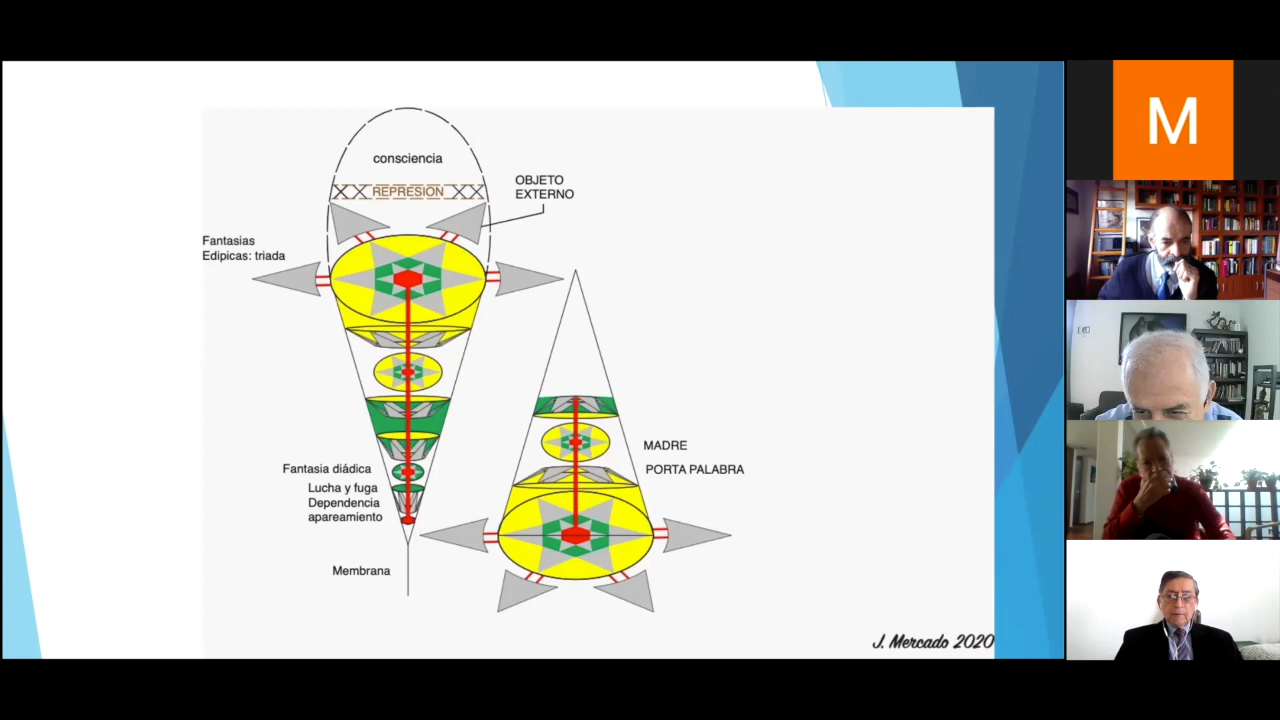 consciencia
REPRESION
OBJETO
EXTERNO
Fantasias
Edipicas: triada
MADRE
PORTA PALABRA
Fantasia diádica
Lucha y fuga
Dependencia
apareamiento
Membrana
J. Mercado 2020
M